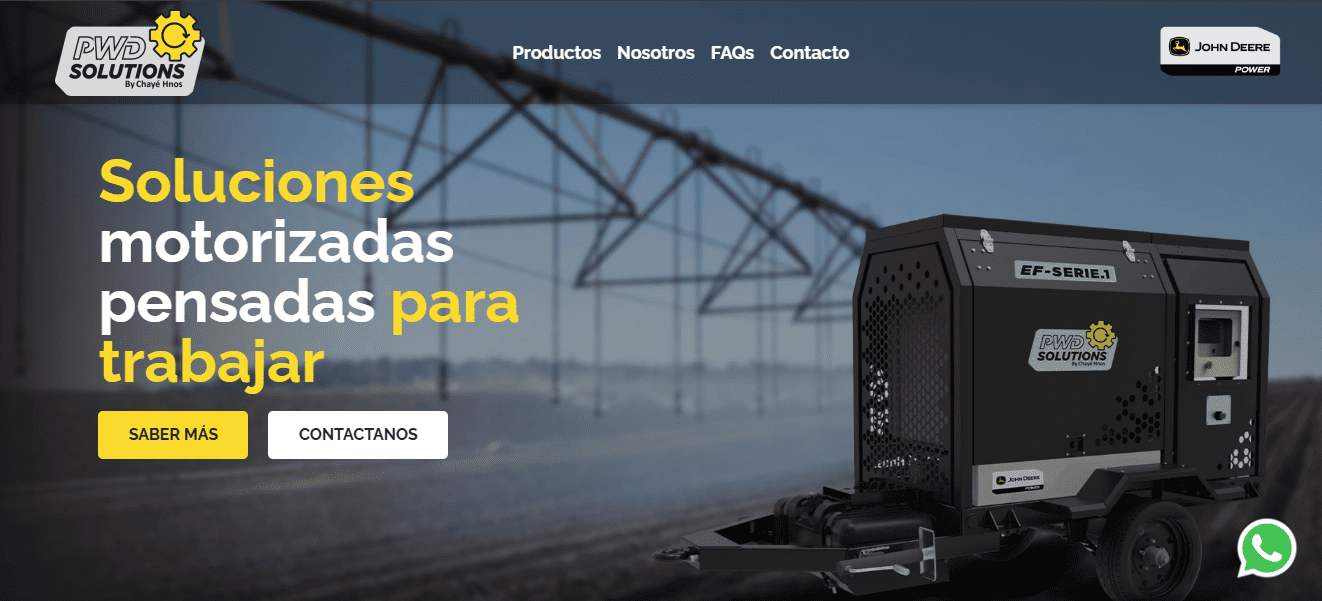 PWD
SOLUTIONS
By Chayé Hnos
Productos Nosotros FAQs Contacto
JOHN DEERE
POWER
Soluciones
motorizadas
pensadas para
trabajar
SABER MÁS CONTACTANOS
EF-SERIE.1
PWD
SOLUTIONS
By Chayé Hnos
JOHN DEERE
POWER